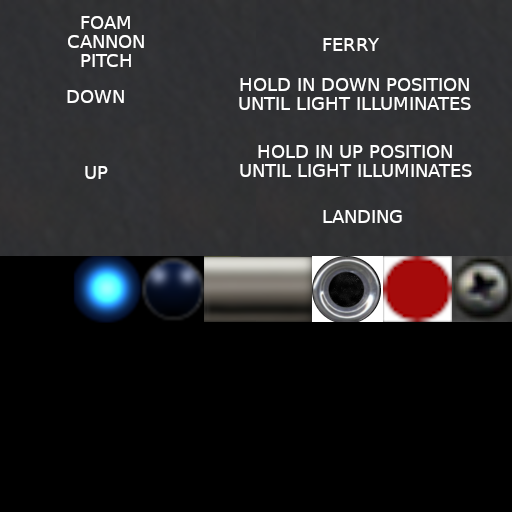 FOAM
CANNON
PITCH
DOWN
UP
FERRY
HOLD IN DOWN POSITION
UNTIL LIGHT ILLUMINATES
HOLD IN UP POSITION
UNTIL LIGHT ILLUMINATES
LANDING